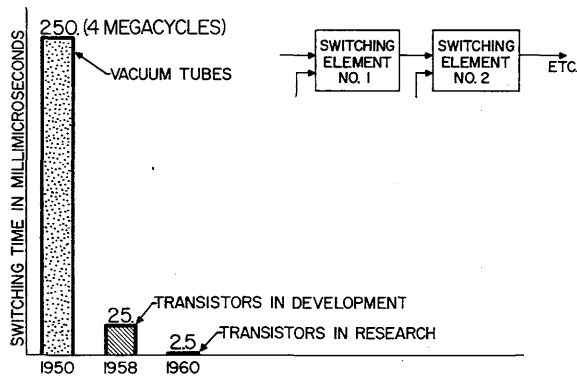 250. (4 MEGACYCLES)
VACUUM TUBES
SWITCHING
ELEMENT
NO. 1
SWITCHING
ELEMENT
NO. 2
ETC.
SWITCHING TIME IN MILLIMICROSECONDS
25.
TRANSISTORS IN DEVELOPMENT
2.5
TRANSISTORS IN RESEARCH
1950
1958
1960